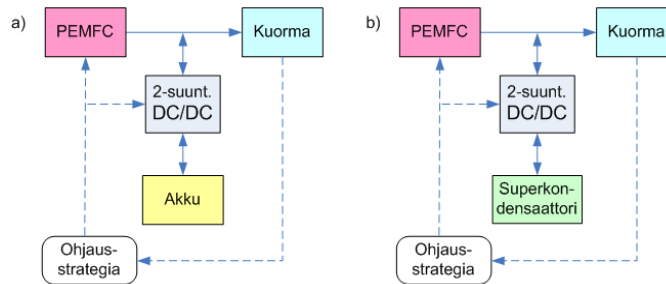 a)
PEMFC
Kuorma
2-suunt.
DC/DC
Akku
Ohjaus-
strategia
b)
PEMFC
Kuorma
2-suunt.
DC/DC
Superkon-
densaattori
Ohjaus-
strategia